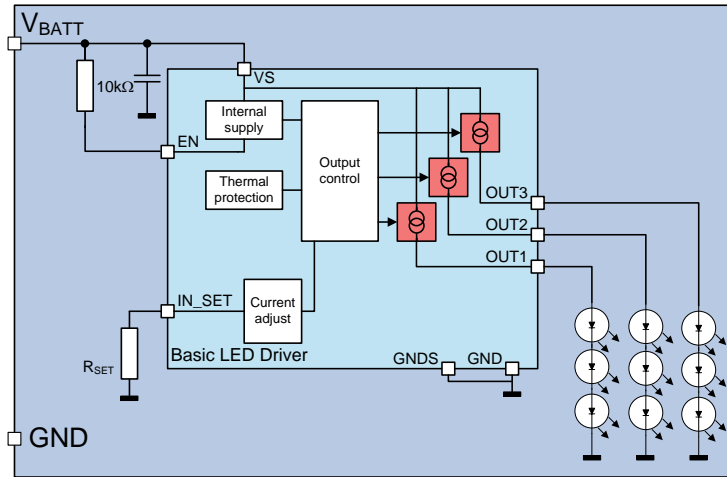 VBATT
10kΩ
VS
Internal
supply
EN
Output
control
Thermal
protection
OUT3
OUT2
OUT1
IN_SET
Current
adjust
RSET
Basic LED Driver
GNDS
GND
GND